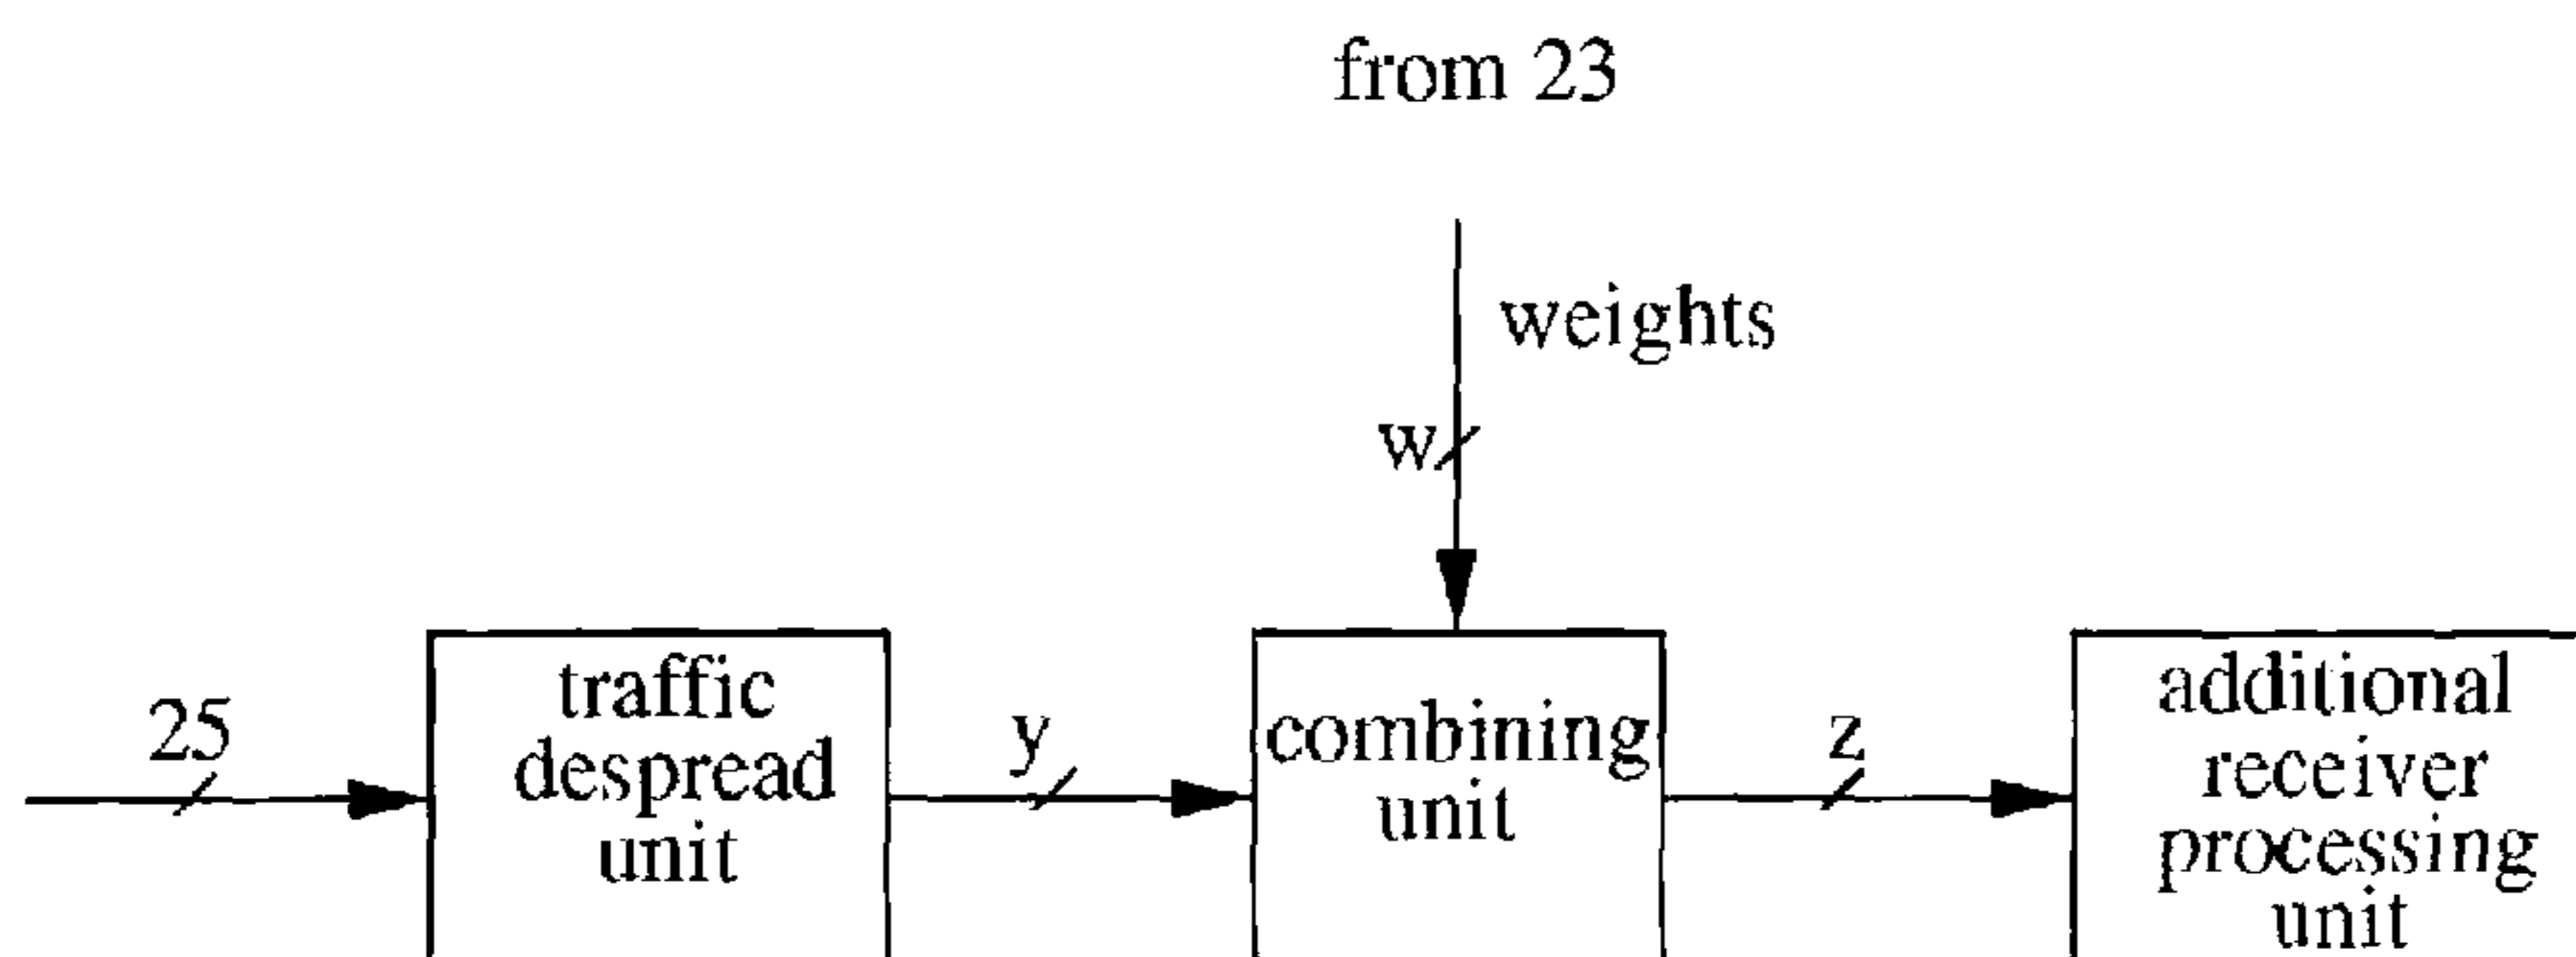 from 23
weights
w
25
traffic
despread
unit
y
combining
unit
z
additional
receiver
processing
unit